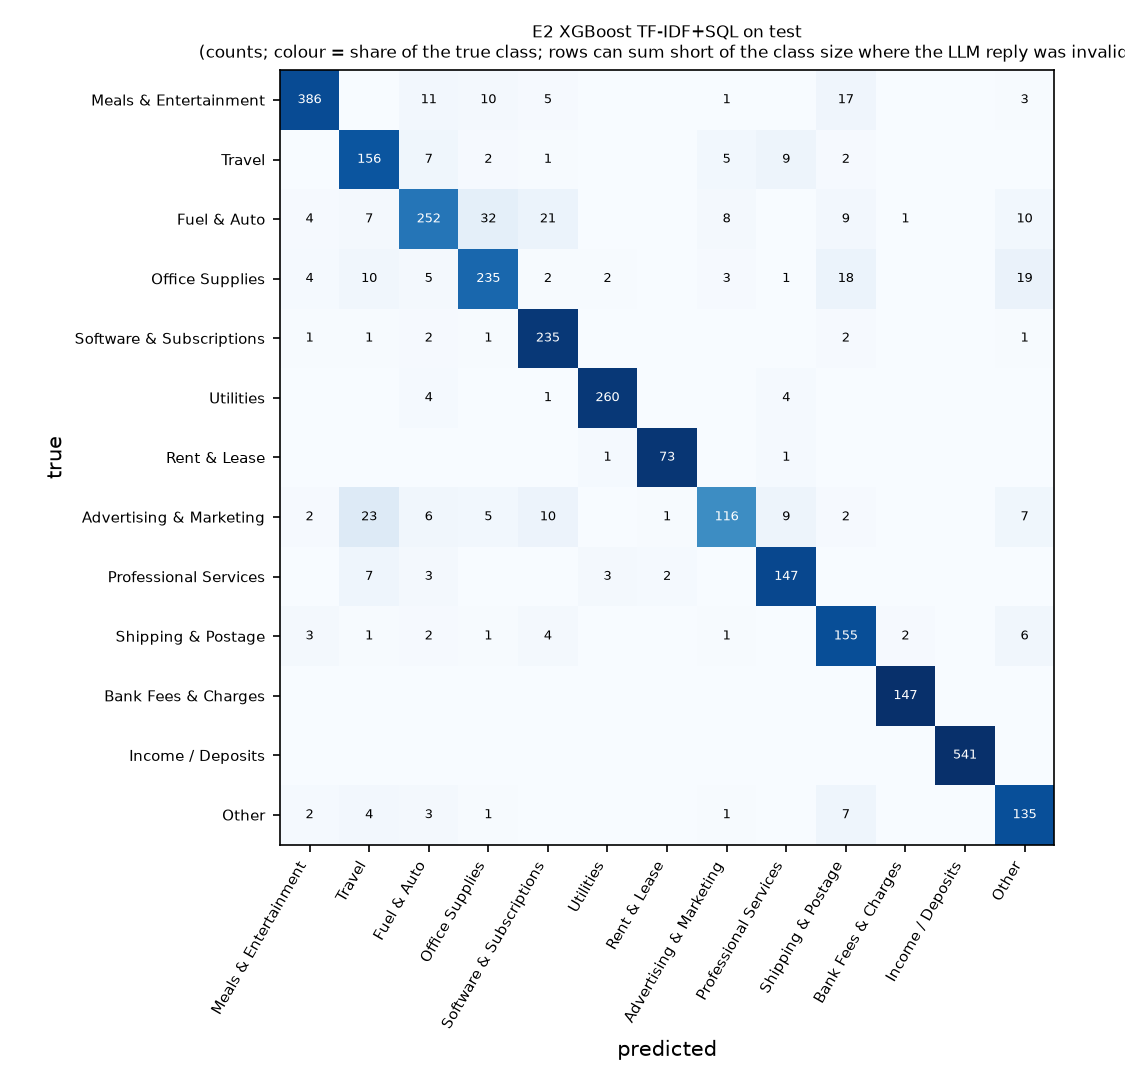 E2 XGBoost TF-IDF+SQL on test
(counts; colour = share of the true class; rows can sum short of the class size where the LLM reply was invalid
Meals & Entertainment 386 11 10 5 1 17 3
Travel 156 7 2 1 5 9 2
Fuel & Auto 4 7 252 32 21 8 9 1 10
Office Supplies 4 10 5 235 2 2 3 1 18 19
Software & Subscriptions 1 1 2 1 235 2 1
Utilities 4 1 260 4
Rent & Lease 1 73 1
Advertising & Marketing 2 23 6 5 10 1 116 9 2 7
Professional Services 7 3 3 2 147
Shipping & Postage 3 1 2 1 4 1 155 2 6
Bank Fees & Charges 147
Income / Deposits 541
Other 2 4 3 1 1 7 135
true
Meals & Entertainment
Travel
Fuel & Auto
Office Supplies
Software & Subscriptions
Utilities
Rent & Lease
Advertising & Marketing
Professional Services
Shipping & Postage
Bank Fees & Charges
Income / Deposits
Other
predicted